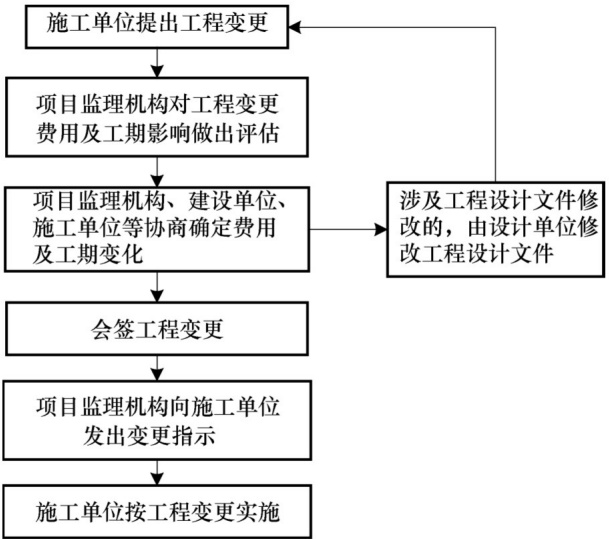 施工单位提出工程变更
项目监理机构对工程变更
费用及工期影响做出评估
项目监理机构、建设单位、
施工单位等协商确定费用
及工期变化
涉及工程设计文件修
改的，由设计单位修
改工程设计文件
会签工程变更
项目监理机构向施工单位
发出变更指示
施工单位按工程变更实施